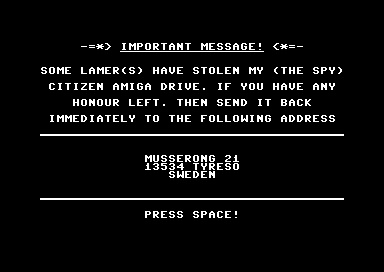 -=*> IMPORTANT MESSAGE! <*=-
SOME LAMER(S) HAVE STOLEN MY (THE SPY)
CITIZEN AMIGA DRIVE. IF YOU HAVE ANY
HONOUR LEFT. THEN SEND IT BACK
IMMEDIATELY TO THE FOLLOWING ADDRESS
MUSSERONG 21
13534 TYRESO
SWEDEN
PRESS SPACE!